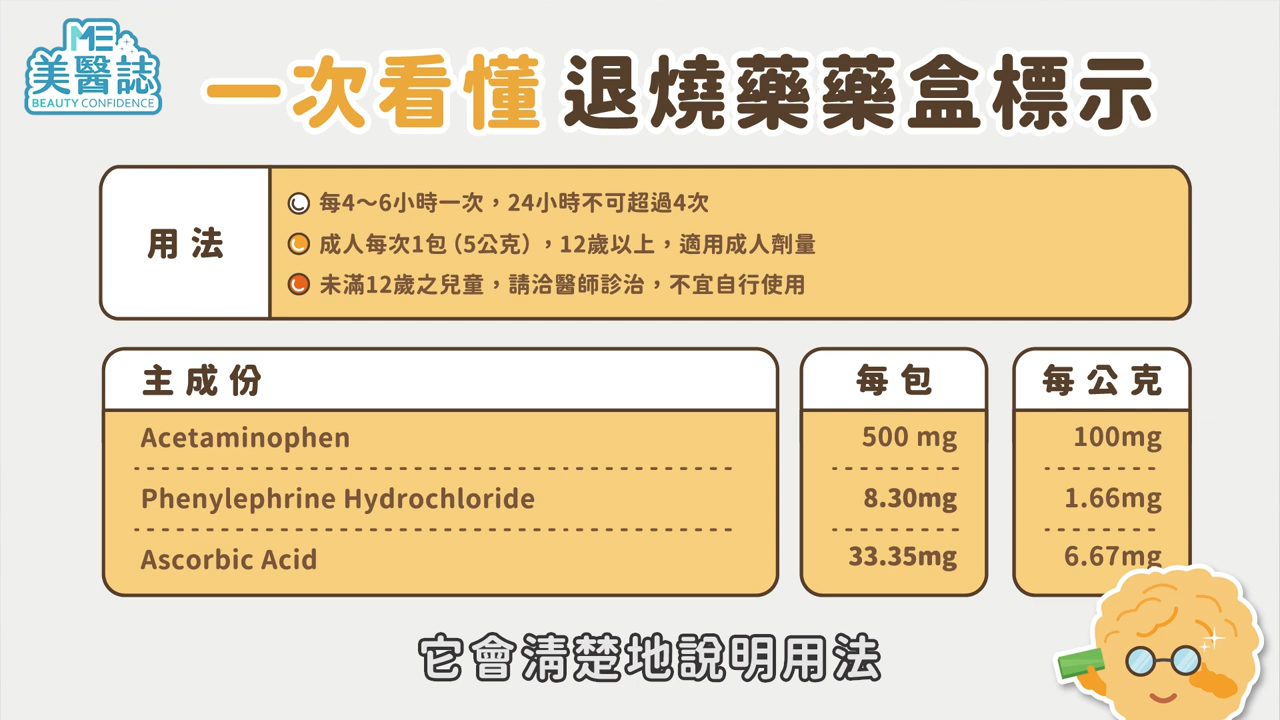 ME
美醫誌
BEAUTY CONFIDENCE
一次看懂 退燒藥藥盒標示
用法
每4～6小時一次，24小時不可超過4次
成人每次1包（5公克），12歲以上，適用成人劑量
未滿12歲之兒童，請洽醫師診治，不宜自行使用
主成份 每包 每公克
Acetaminophen 500 mg 100mg
Phenylephrine Hydrochloride 8.30mg 1.66mg
Ascorbic Acid 33.35mg 6.67mg
它會清楚地說明用法